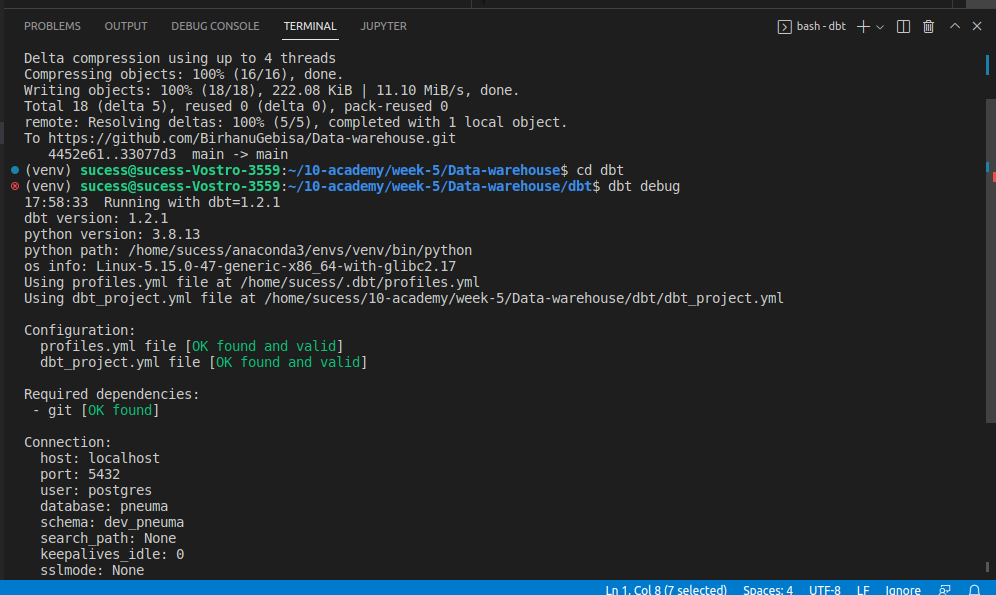 PROBLEMS OUTPUT DEBUG CONSOLE TERMINAL JUPYTER bash - dbt
Delta compression using up to 4 threads
Compressing objects: 100% (16/16), done.
Writing objects: 100% (18/18), 222.08 KiB | 11.10 MiB/s, done.
Total 18 (delta 5), reused 0 (delta 0), pack-reused 0
remote: Resolving deltas: 100% (5/5), completed with 1 local object.
To https://github.com/BirhanuGebisa/Data-warehouse.git
   4452e61..33077d3  main -> main
(venv) sucess@sucess-Vostro-3559:~/10-academy/week-5/Data-warehouse$ cd dbt
(venv) sucess@sucess-Vostro-3559:~/10-academy/week-5/Data-warehouse/dbt$ dbt debug
17:58:33  Running with dbt=1.2.1
dbt version: 1.2.1
python version: 3.8.13
python path: /home/sucess/anaconda3/envs/venv/bin/python
os info: Linux-5.15.0-47-generic-x86_64-with-glibc2.17
Using profiles.yml file at /home/sucess/.dbt/profiles.yml
Using dbt_project.yml file at /home/sucess/10-academy/week-5/Data-warehouse/dbt/dbt_project.yml
Configuration:
  profiles.yml file [OK found and valid]
  dbt_project.yml file [OK found and valid]
Required dependencies:
 - git [OK found]
Connection:
  host: localhost
  port: 5432
  user: postgres
  database: pneuma
  schema: dev_pneuma
  search_path: None
  keepalives_idle: 0
  sslmode: None
Ln 1, Col 8 (7 selected) Spaces: 4 UTF-8 LF Ignore